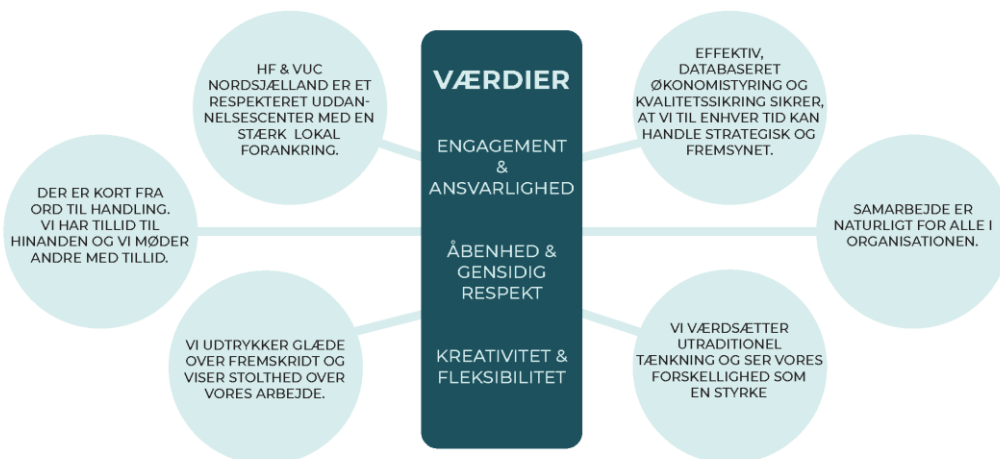 HF & VUC
NORDSJÆLLAND ER ET
RESPEKTERET UDDAN-
NELSESCENTER MED EN
STÆRK LOKAL
FORANKRING.
DER ER KORT FRA
ORD TIL HANDLING.
VI HAR TILLID TIL
HINANDEN OG VI MØDER
ANDRE MED TILLID.
VI UDTRYKKER GLÆDE
OVER FREMSKRIDT OG
VISER STOLTHED OVER
VORES ARBEJDE.
VÆRDIER
ENGAGEMENT
&
ANSVARLIGHED
ÅBENHED &
GENSIDIG
RESPEKT
KREATIVITET &
FLEKSIBILITET
EFFEKTIV,
DATABASERET
ØKONOMISTYRING OG
KVALITETSSIKRING SIKRER,
AT VI TIL ENHVER TID KAN
HANDLE STRATEGISK OG
FREMSYNET.
SAMARBEJDE ER
NATURLIGT FOR ALLE I
ORGANISATIONEN.
VI VÆRDSÆTTER
UTRADITIONEL
TÆNKNING OG SER VORES
FORSKELLIGHED SOM
EN STYRKE